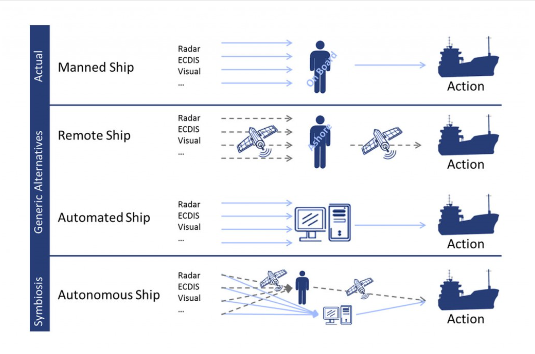 Actual
Manned Ship
Radar
ECDIS
Visual
...
On Board
Action
Generic Alternatives
Remote Ship
Radar
ECDIS
Visual
...
Ashore
Action
Automated Ship
Radar
ECDIS
Visual
...
Action
Symbiosis
Autonomous Ship
Radar
ECDIS
Visual
...
Action